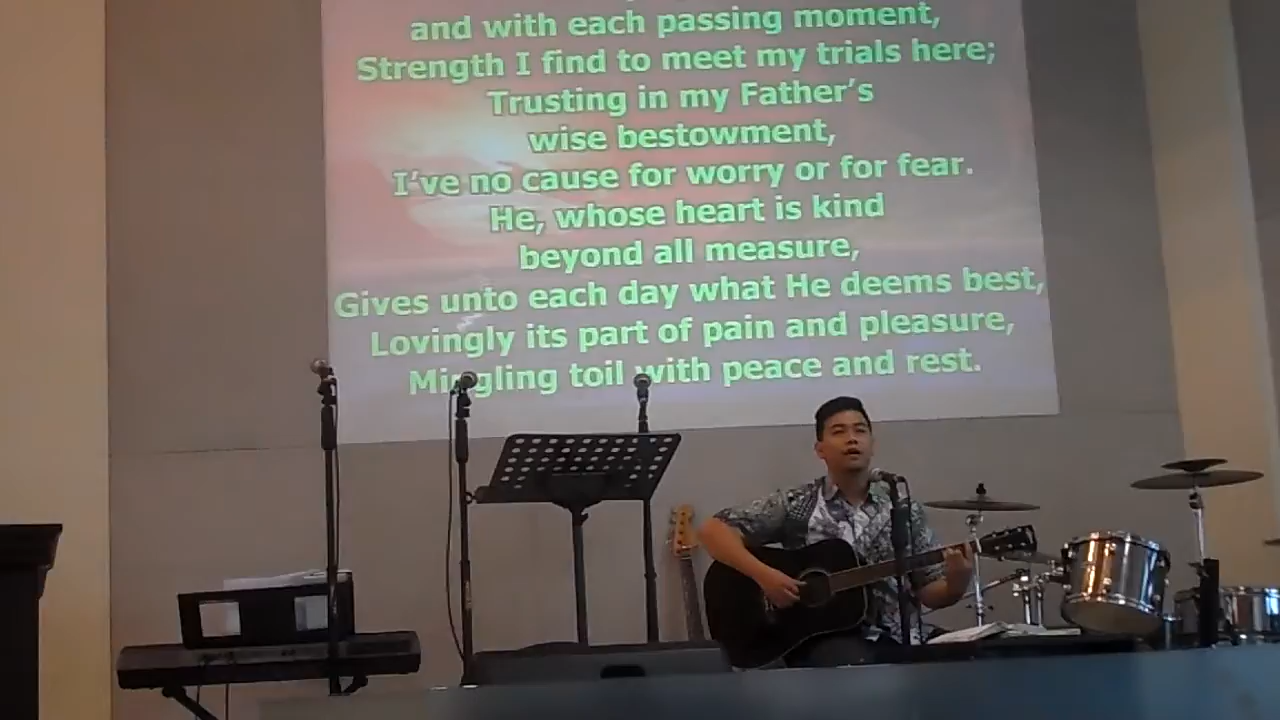 and with each passing moment,
Strength I find to meet my trials here;
Trusting in my Father's
wise bestowment,
I've no cause for worry or for fear.
He, whose heart is kind
beyond all measure,
Gives unto each day what He deems best,
Lovingly its part of pain and pleasure,
Mingling toil with peace and rest.